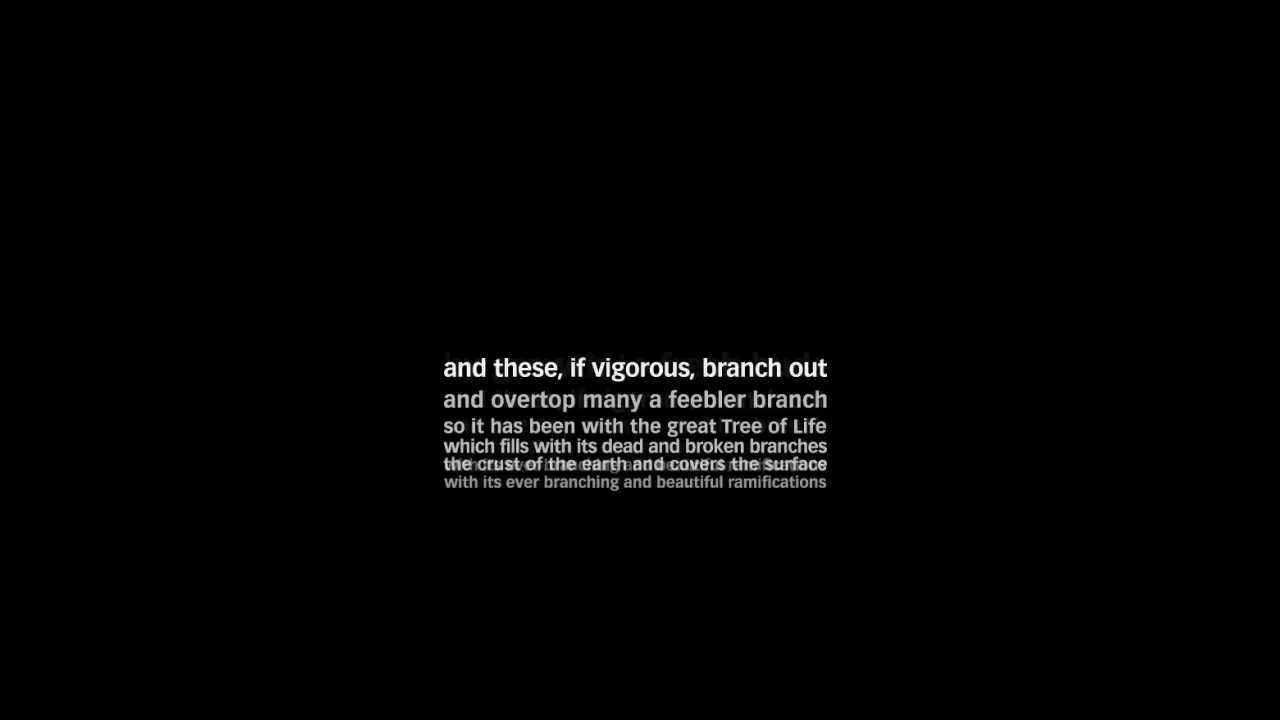 and these, if vigorous, branch out
and overtop many a feebler branch
so it has been with the great Tree of Life
which fills with its dead and broken branches
the crust of the earth and covers the surface
with its ever branching and beautiful ramifications